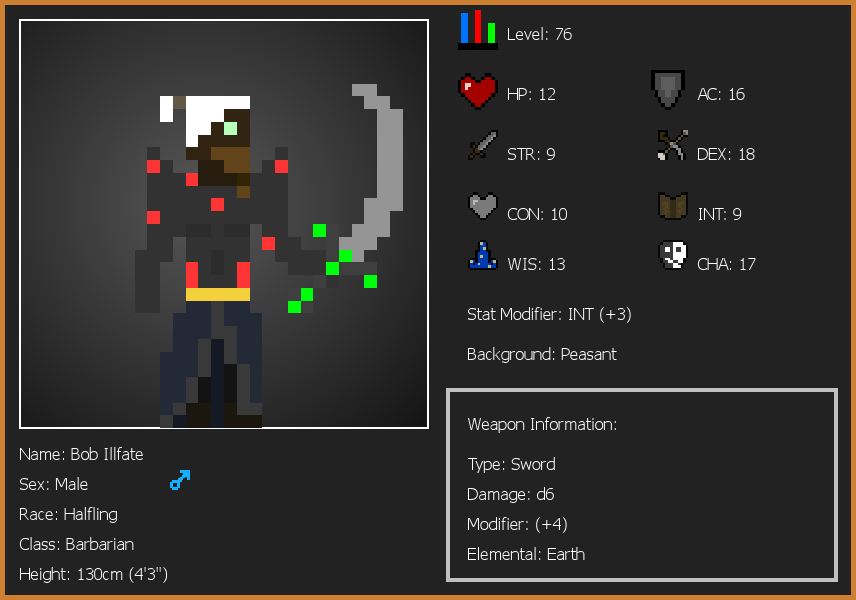 Level: 76
HP: 12
AC: 16
STR: 9
DEX: 18
CON: 10
INT: 9
WIS: 13
CHA: 17
Stat Modifier: INT (+3)
Background: Peasant
Weapon Information:
Type: Sword
Damage: d6
Modifier: (+4)
Elemental: Earth
Name: Bob Illfate
Sex: Male
Race: Halfling
Class: Barbarian
Height: 130cm (4'3")